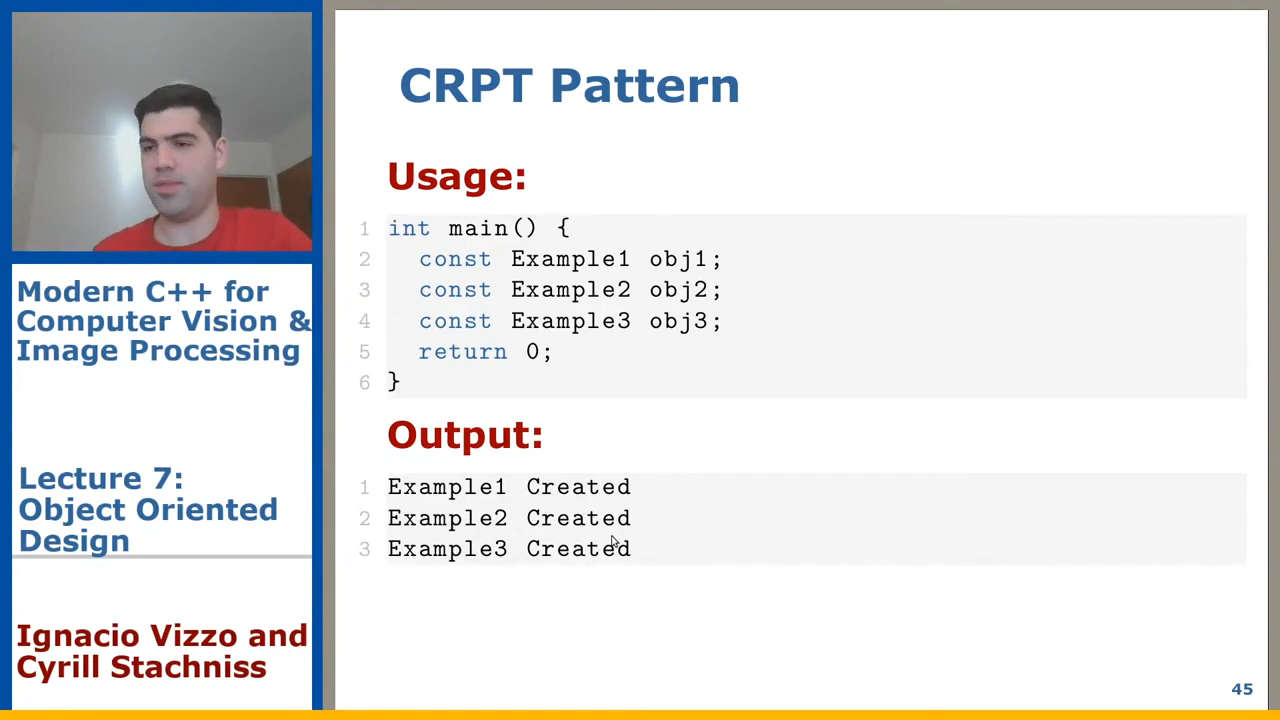 CRPT Pattern
Usage:
1 int main() {
2 const Example1 obj1;
3 const Example2 obj2;
4 const Example3 obj3;
5 return 0;
6 }
Output:
1 Example1 Created
2 Example2 Created
3 Example3 Created
Modern C++ for
Computer Vision &
Image Processing
Lecture 7:
Object Oriented
Design
Ignacio Vizzo and
Cyrill Stachniss
45